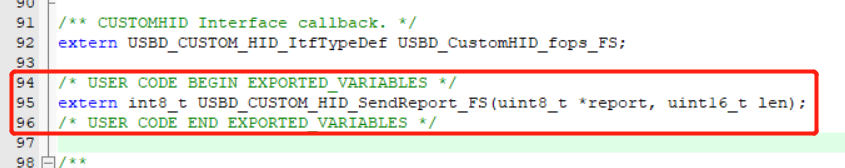 90
91 /** CUSTOMHID Interface callback. */
92 extern USBD_CUSTOM_HID_ItfTypeDef USBD_CustomHID_fops_FS;
93
94 /* USER CODE BEGIN EXPORTED_VARIABLES */
95 extern int8_t USBD_CUSTOM_HID_SendReport_FS(uint8_t *report, uint16_t len);
96 /* USER CODE END EXPORTED_VARIABLES */
97
98 /**